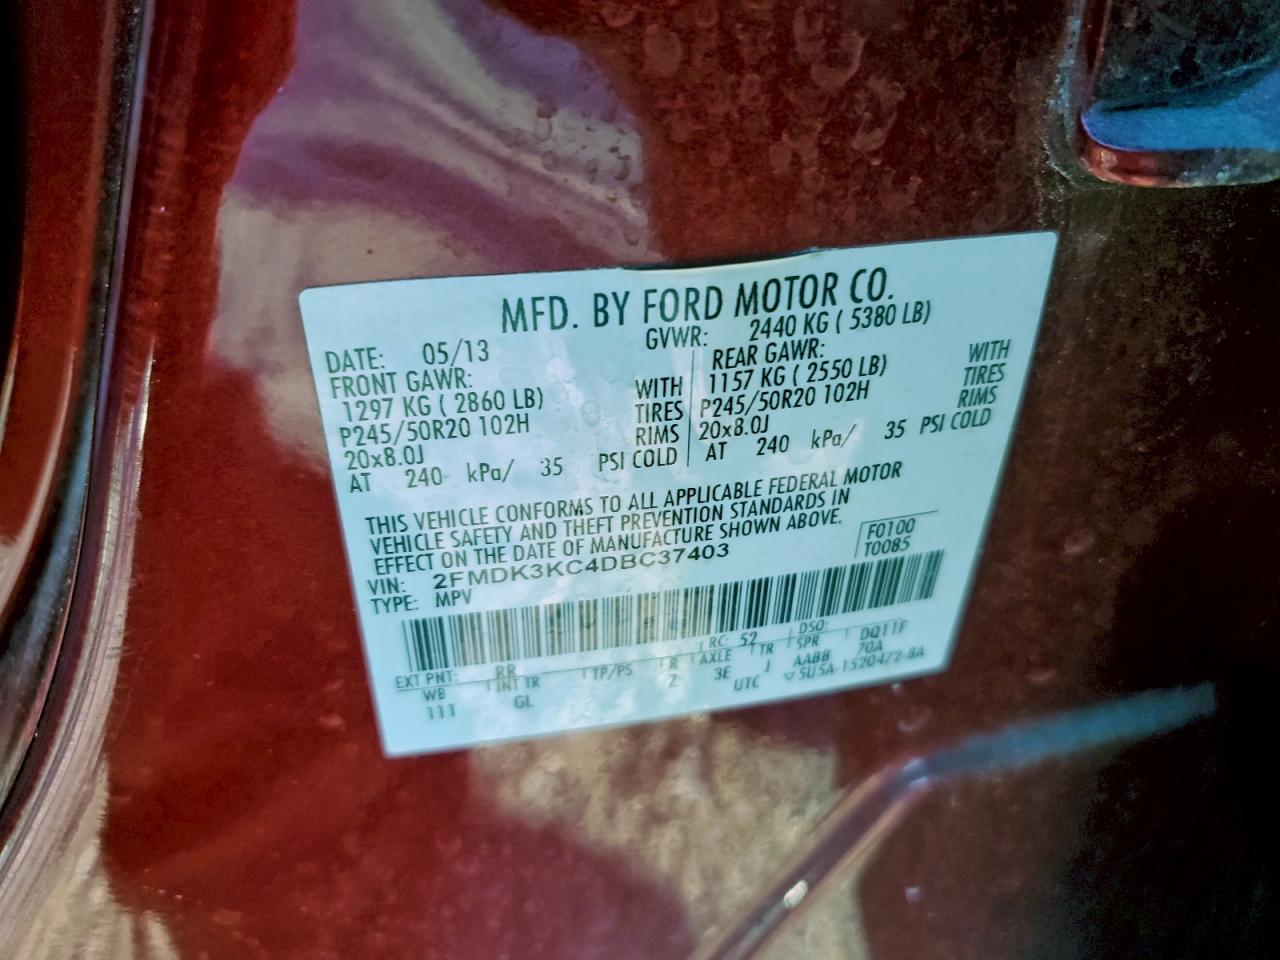 MFD. BY FORD MOTOR CO.
DATE: 05/13 GVWR: 2440 KG ( 5380 LB)
FRONT GAWR: REAR GAWR:
1297 KG ( 2860 LB) WITH 1157 KG ( 2550 LB) WITH
P245/50R20 102H TIRES P245/50R20 102H TIRES
20x8.0J RIMS 20x8.0J RIMS
AT 240 kPa/ 35 PSI COLD AT 240 kPa/ 35 PSI COLD
THIS VEHICLE CONFORMS TO ALL APPLICABLE FEDERAL MOTOR
VEHICLE SAFETY AND THEFT PREVENTION STANDARDS IN
EFFECT ON THE DATE OF MANUFACTURE SHOWN ABOVE.
F0100
VIN: 2FMDK3KC4DBC37403 T0085
TYPE: MPV
EXT PNT: RR RC: 52 DSO:
WB INT TR TP/PS R AXLE TR SPR DQ11F
111 GL Z 3E J AABB 70A
UTC 5U5A-1520472-BA